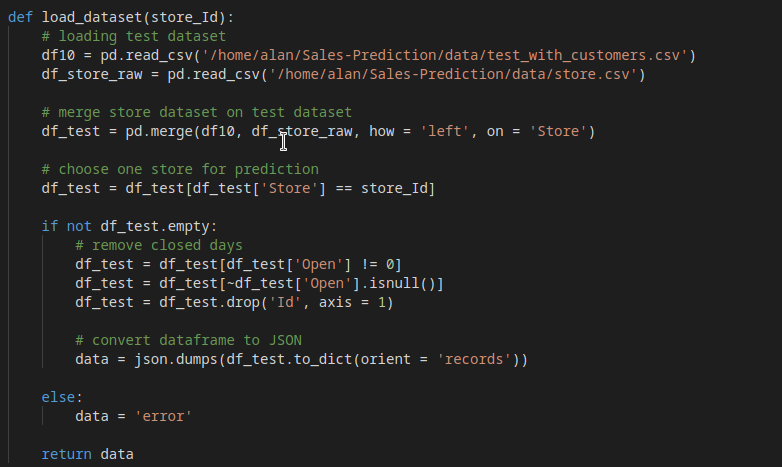 def load_dataset(store_Id):
    # loading test dataset
    df10 = pd.read_csv('/home/alan/Sales-Prediction/data/test_with_customers.csv')
    df_store_raw = pd.read_csv('/home/alan/Sales-Prediction/data/store.csv')

    # merge store dataset on test dataset
    df_test = pd.merge(df10, df_store_raw, how = 'left', on = 'Store')

    # choose one store for prediction
    df_test = df_test[df_test['Store'] == store_Id]

    if not df_test.empty:
        # remove closed days
        df_test = df_test[df_test['Open'] != 0]
        df_test = df_test[~df_test['Open'].isnull()]
        df_test = df_test.drop('Id', axis = 1)

        # convert dataframe to JSON
        data = json.dumps(df_test.to_dict(orient = 'records'))

    else:
        data = 'error'

    return data